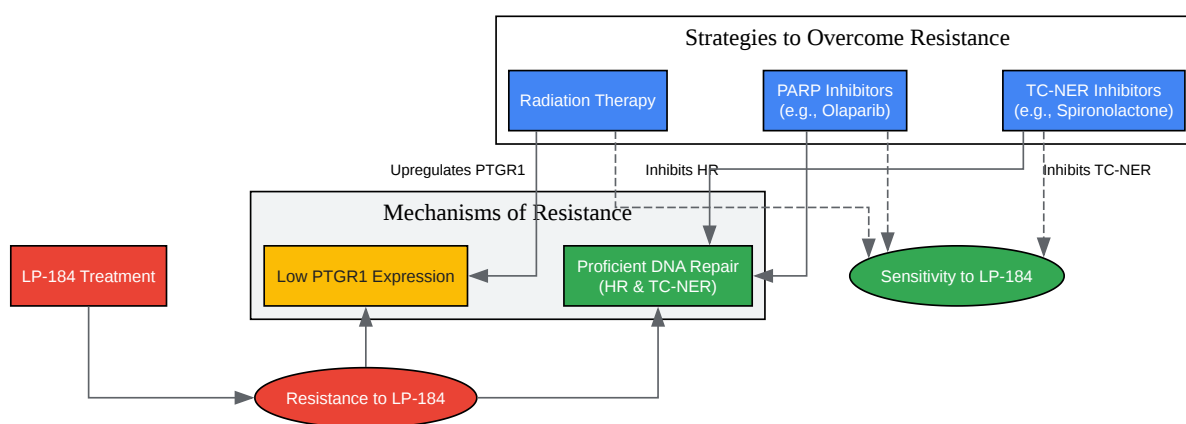 Strategies to Overcome Resistance
Radiation Therapy
PARP Inhibitors
(e.g., Olaparib)
TC-NER Inhibitors
(e.g., Spironolactone)
Upregulates PTGR1
Inhibits HR
Inhibits TC-NER
Mechanisms of Resistance
LP-184 Treatment
Low PTGR1 Expression
Proficient DNA Repair
(HR & TC-NER)
Sensitivity to LP-184
Resistance to LP-184